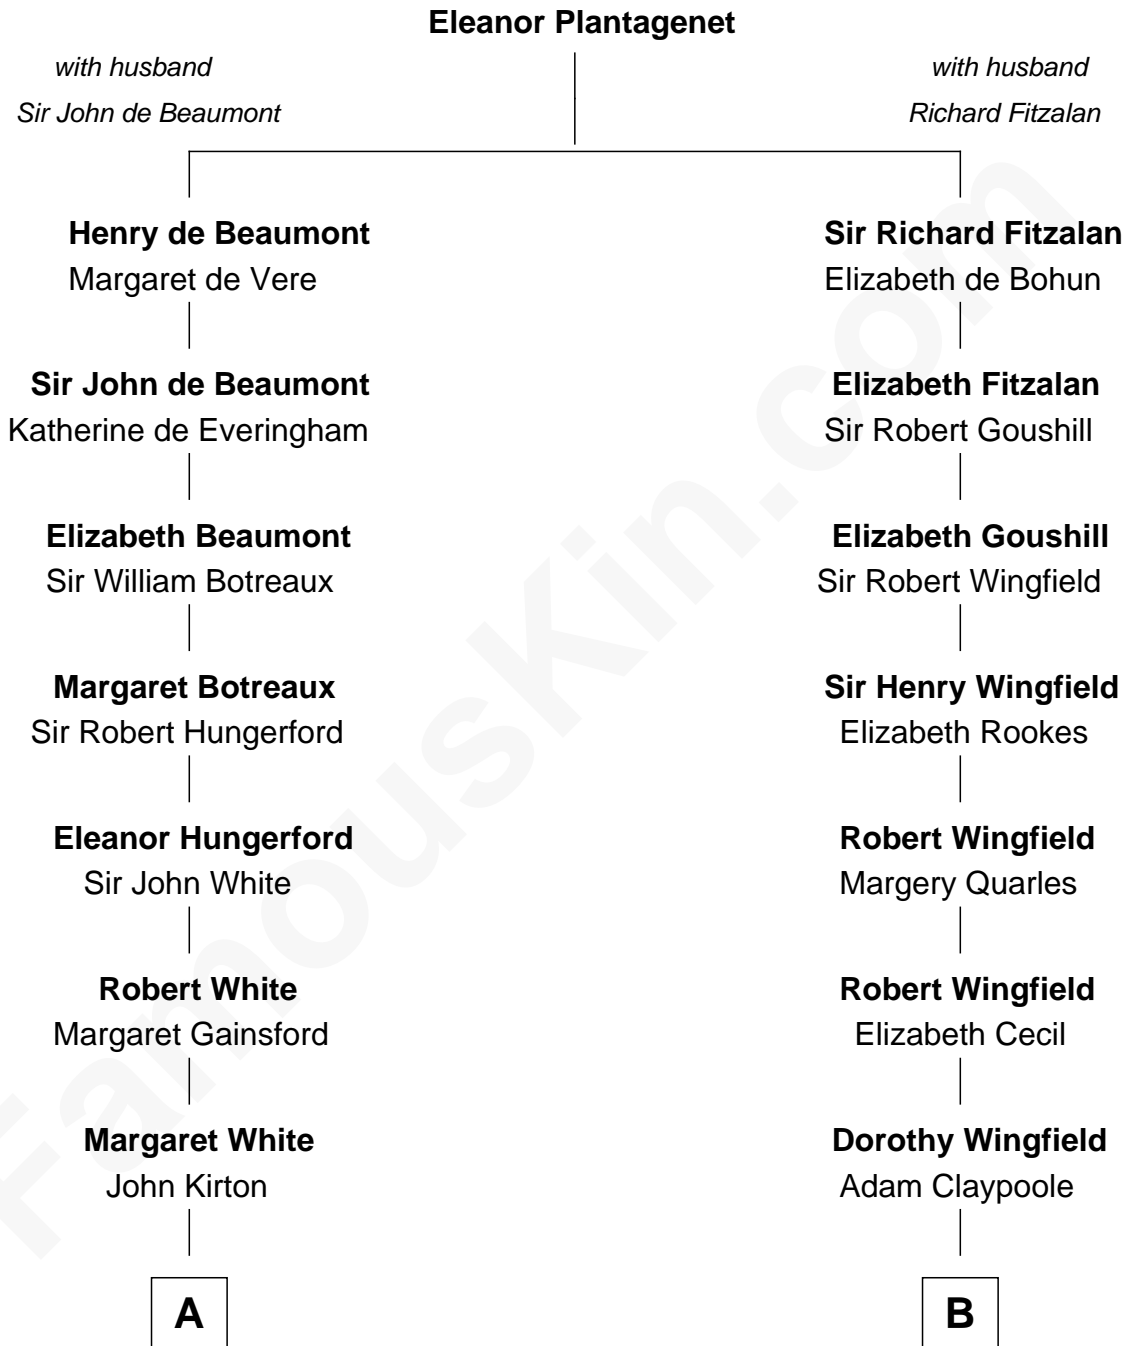 Eleanor Plantagenet
with husband
Sir John de Beaumont
with husband
Richard Fitzalan
Henry de Beaumont
Margaret de Vere
Sir Richard Fitzalan
Elizabeth de Bohun
Sir John de Beaumont
Katherine de Everingham
Elizabeth Fitzalan
Sir Robert Goushill
Elizabeth Beaumont
Sir William Botreaux
Elizabeth Goushill
Sir Robert Wingfield
Margaret Botreaux
Sir Robert Hungerford
Sir Henry Wingfield
Elizabeth Rookes
Eleanor Hungerford
Sir John White
Robert Wingfield
Margery Quarles
Robert White
Margaret Gainsford
Robert Wingfield
Elizabeth Cecil
Margaret White
John Kirton
Dorothy Wingfield
Adam Claypoole
A
B
FamousKin.com